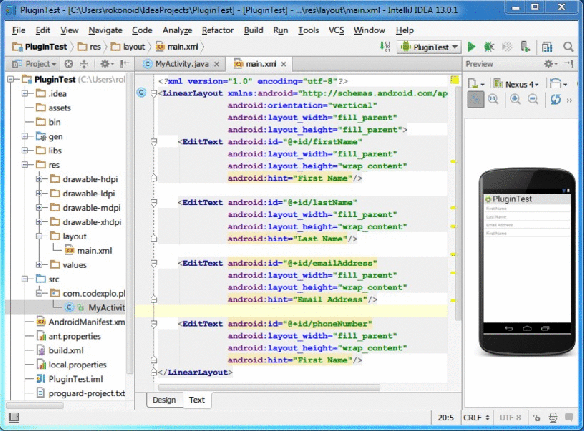 PluginTest - [C:\Users\rokonoid\IdeaProjects\PluginTest] - [PluginTest] - ...\res\layout\main.xml - IntelliJ IDEA 13.0.1
File Edit View Navigate Code Analyze Refactor Build Run Tools VCS Window Help
PluginTest res layout main.xml
PluginTest
Project
MyActivity.java
main.xml
Preview
PluginTest (C:\Users\rol
.idea
assets
bin
gen
libs
res
drawable-hdpi
drawable-ldpi
drawable-mdpi
drawable-xhdpi
layout
main.xml
values
src
com.codexplo.pl
MyActivit
AndroidManifest.xm
ant.properties
build.xml
local.properties
PluginTest.iml
proguard-project.txt
<?xml version="1.0" encoding="utf-8"?>
<LinearLayout xmlns:android="http://schemas.android.com/ap
android:orientation="vertical"
android:layout_width="fill_parent"
android:layout_height="fill_parent">
<EditText android:id="@+id/firstName"
android:layout_width="fill_parent"
android:layout_height="wrap_content"
android:hint="First Name"/>
<EditText android:id="@+id/lastName"
android:layout_width="fill_parent"
android:layout_height="wrap_content"
android:hint="Last Name"/>
<EditText android:id="@+id/emailAddress"
android:layout_width="fill_parent"
android:layout_height="wrap_content"
android:hint="Email Address"/>
<EditText android:id="@+id/phoneNumber"
android:layout_width="fill_parent"
android:layout_height="wrap_content"
android:hint="First Name"/>
</LinearLayout>
Nexus 4
PluginTest
Design Text
20:5 CRLF UTF-8